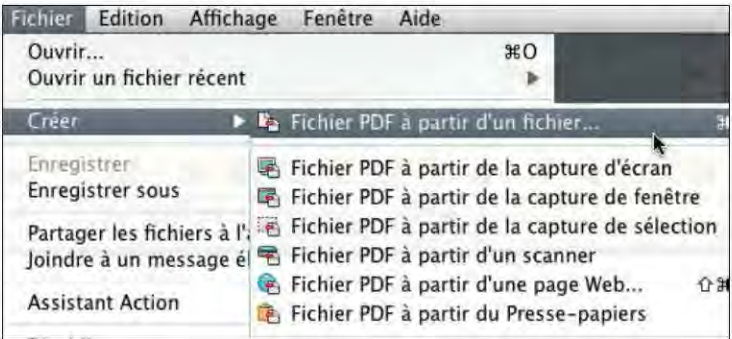 Fichier Edition Affichage Fenêtre Aide
Ouvrir... ⌘O
Ouvrir un fichier récent
Créer
Fichier PDF à partir d'un fichier...
Fichier PDF à partir de la capture d'écran
Fichier PDF à partir de la capture de fenêtre
Fichier PDF à partir de la capture de sélection
Fichier PDF à partir d'un scanner
Fichier PDF à partir d'une page Web... ⇧⌘
Fichier PDF à partir du Presse-papiers
Enregistrer
Enregistrer sous
Partager les fichiers à l'
Joindre à un message él
Assistant Action